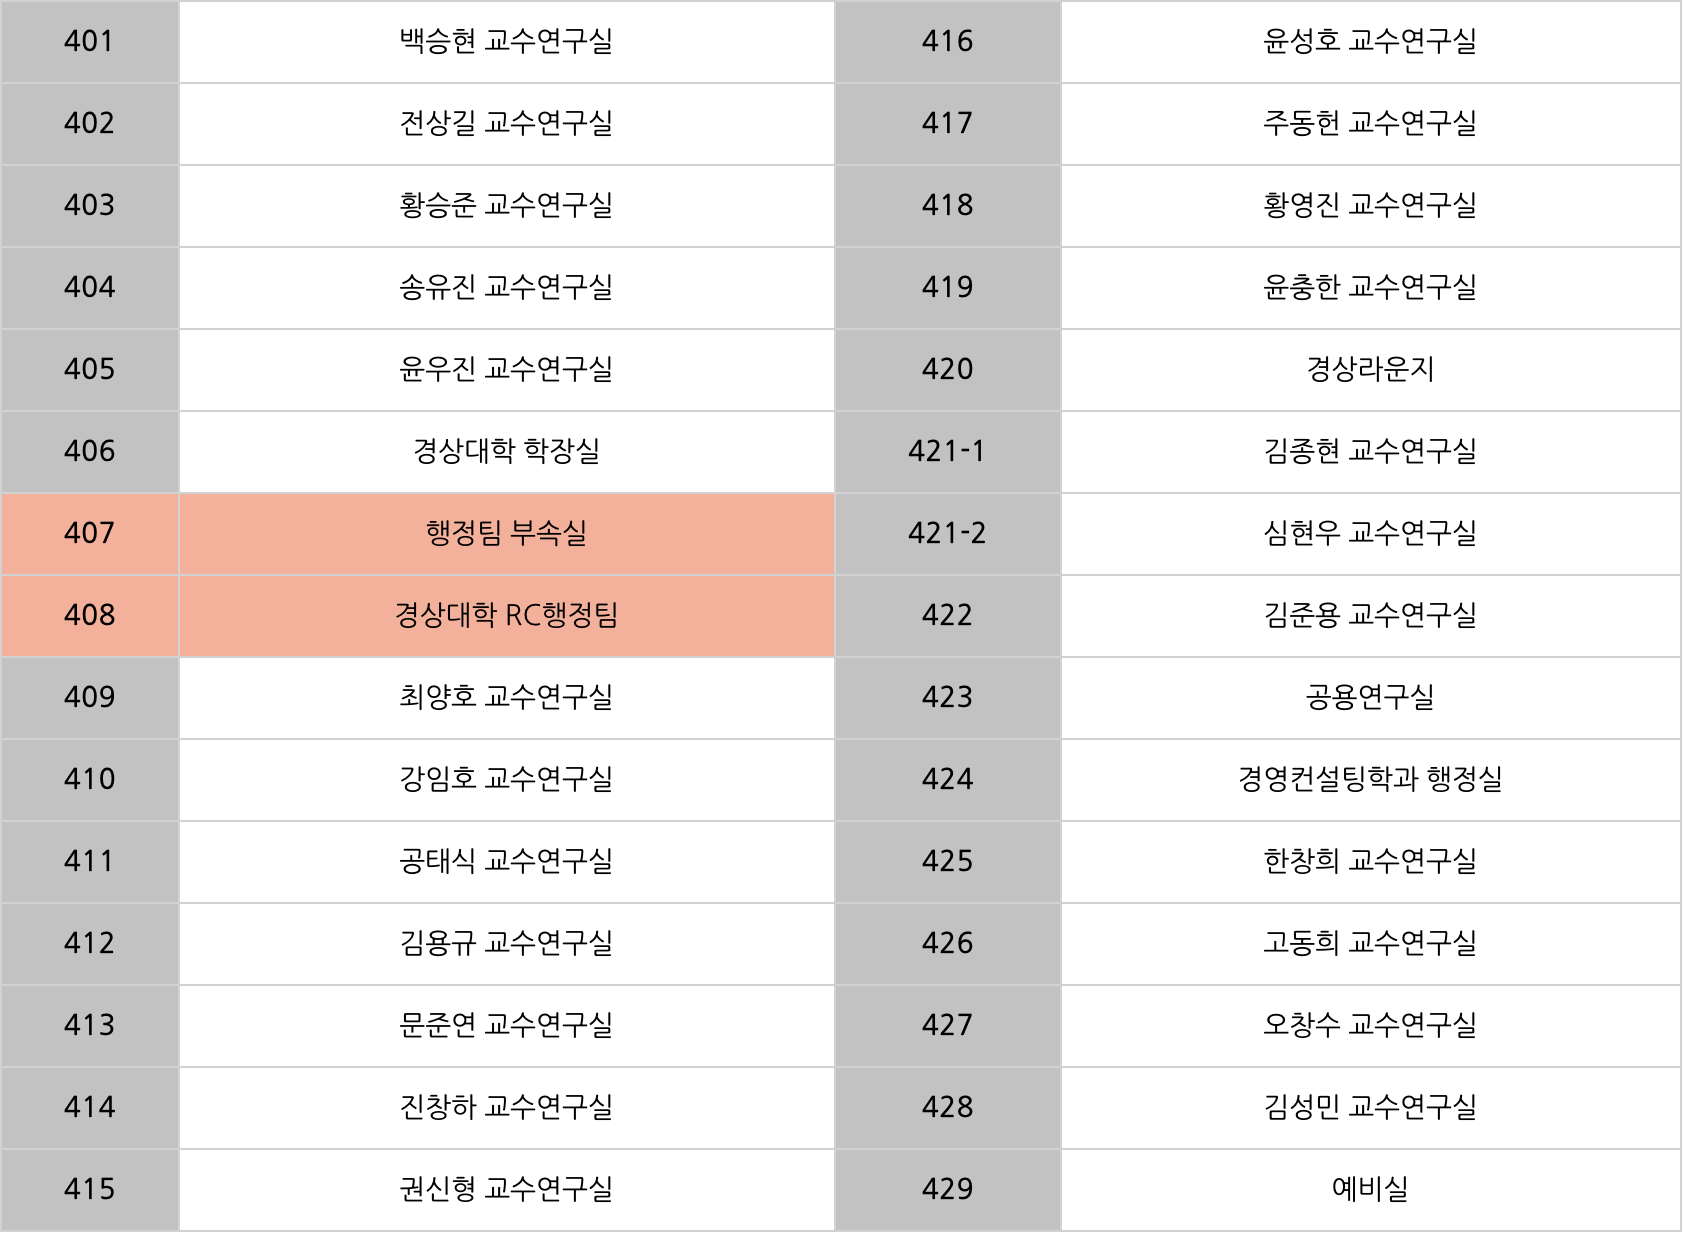 401 백승현 교수연구실 416 윤성호 교수연구실
402 전상길 교수연구실 417 주동헌 교수연구실
403 황승준 교수연구실 418 황영진 교수연구실
404 송유진 교수연구실 419 윤충한 교수연구실
405 윤우진 교수연구실 420 경상라운지
406 경상대학 학장실 421-1 김종현 교수연구실
407 행정팀 부속실 421-2 심현우 교수연구실
408 경상대학 RC행정팀 422 김준용 교수연구실
409 최양호 교수연구실 423 공용연구실
410 강임호 교수연구실 424 경영컨설팅학과 행정실
411 공태식 교수연구실 425 한창희 교수연구실
412 김용규 교수연구실 426 고동희 교수연구실
413 문준연 교수연구실 427 오창수 교수연구실
414 진창하 교수연구실 428 김성민 교수연구실
415 권신형 교수연구실 429 예비실